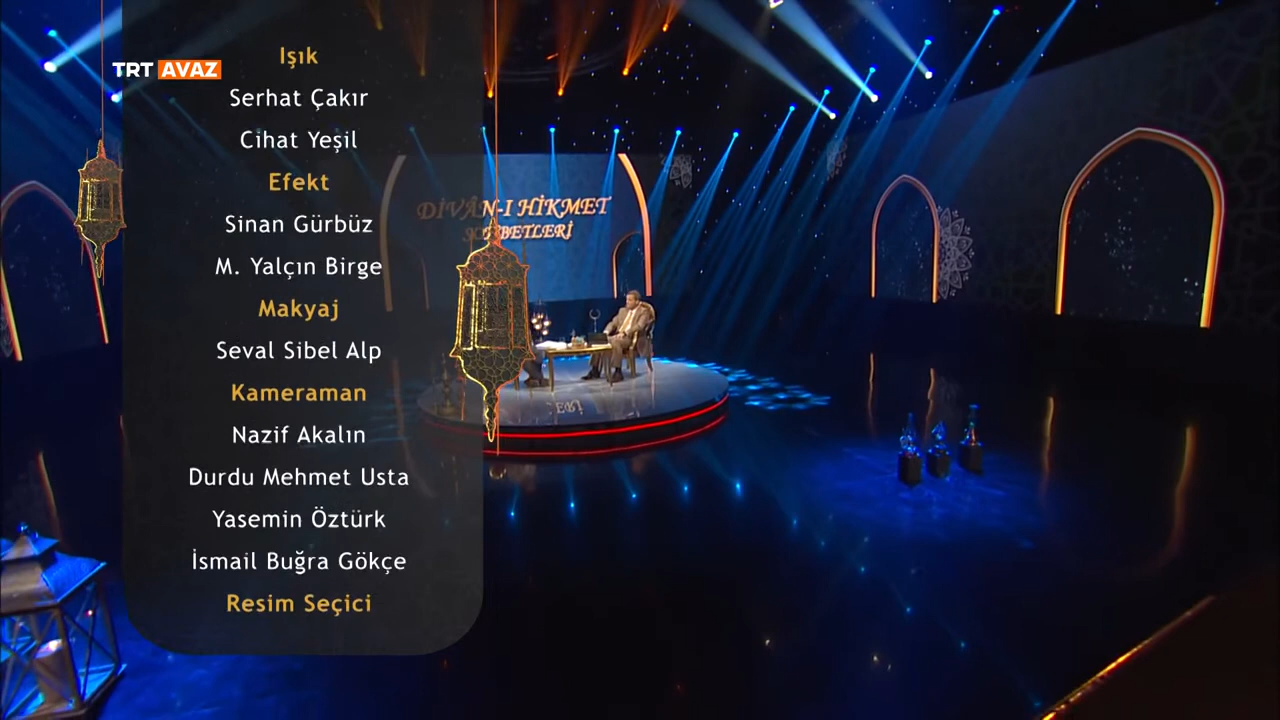 TRT AVAZ
Işık
Serhat Çakır
Cihat Yeşil
Efekt
Sinan Gürbüz
M. Yalçın Birge
Makyaj
Seval Sibel Alp
Kameraman
Nazif Akalın
Durdu Mehmet Usta
Yasemin Öztürk
İsmail Buğra Gökçe
Resim Seçici
DİVÂN-I HİKMET